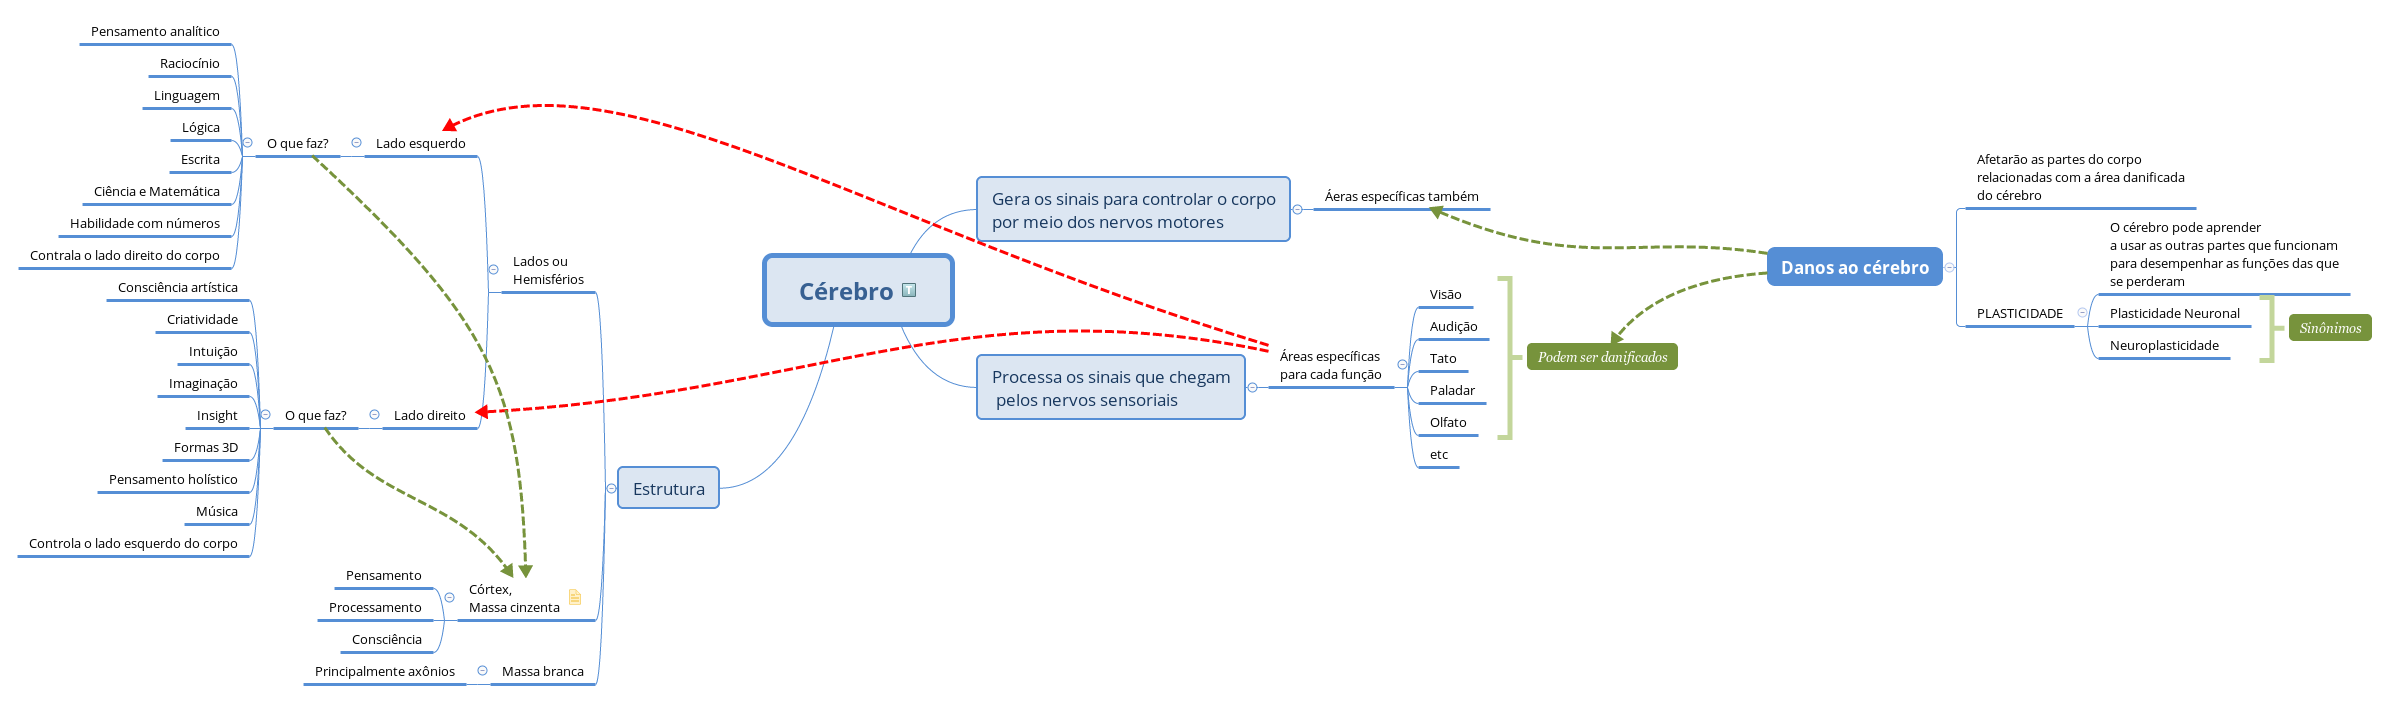 Pensamento analítico
Raciocínio
Linguagem
Lógica
Escrita
Ciência e Matemática
Habilidade com números
Contrala o lado direito do corpo
O que faz?
Lado esquerdo
Consciência artística
Criatividade
Intuição
Imaginação
Insight
Formas 3D
Pensamento holístico
Música
Controla o lado esquerdo do corpo
O que faz?
Lado direito
Lados ou
Hemisférios
Pensamento
Processamento
Consciência
Córtex,
Massa cinzenta
Principalmente axônios
Massa branca
Estrutura
Cérebro
T
Gera os sinais para controlar o corpo
por meio dos nervos motores
Áeras específicas também
Processa os sinais que chegam
pelos nervos sensoriais
Áreas específicas
para cada função
Visão
Audição
Tato
Paladar
Olfato
etc
Podem ser danificados
Danos ao cérebro
Afetarão as partes do corpo
relacionadas com a área danificada
do cérebro
PLASTICIDADE
O cérebro pode aprender
a usar as outras partes que funcionam
para desempenhar as funções das que
se perderam
Plasticidade Neuronal
Neuroplasticidade
Sinônimos